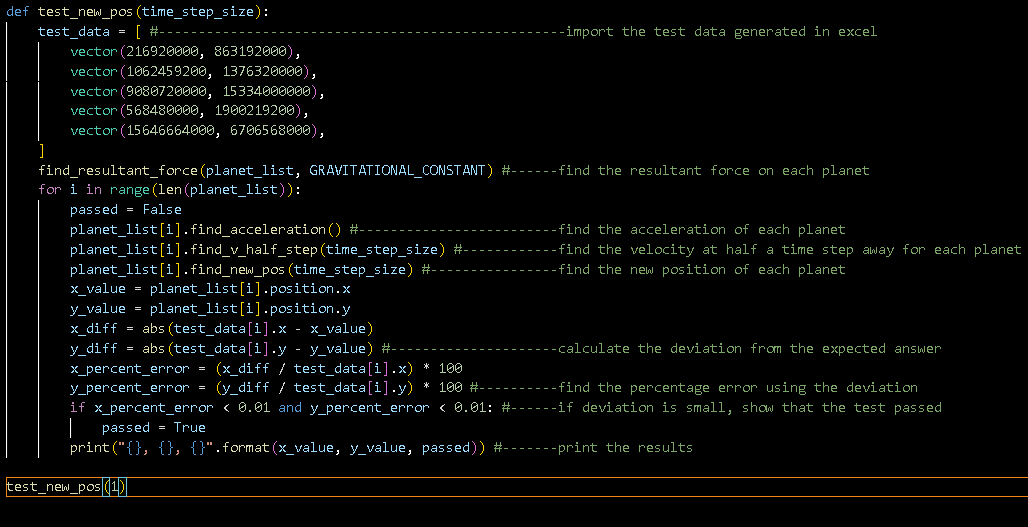 def test_new_pos(time_step_size):
    test_data = [ #---------------------------------------------------import the test data generated in excel
        vector(216920000, 863192000),
        vector(1062459200, 1376320000),
        vector(9080720000, 15334000000),
        vector(568480000, 1900219200),
        vector(15646664000, 6706568000),
    ]
    find_resultant_force(planet_list, GRAVITATIONAL_CONSTANT) #------find the resultant force on each planet
    for i in range(len(planet_list)):
        passed = False
        planet_list[i].find_acceleration() #-------------------------find the acceleration of each planet
        planet_list[i].find_v_half_step(time_step_size) #------------find the velocity at half a time step away for each planet
        planet_list[i].find_new_pos(time_step_size) #----------------find the new position of each planet
        x_value = planet_list[i].position.x
        y_value = planet_list[i].position.y
        x_diff = abs(test_data[i].x - x_value)
        y_diff = abs(test_data[i].y - y_value) #---------------------calculate the deviation from the expected answer
        x_percent_error = (x_diff / test_data[i].x) * 100
        y_percent_error = (y_diff / test_data[i].y) * 100 #----------find the percentage error using the deviation
        if x_percent_error < 0.01 and y_percent_error < 0.01: #------if deviation is small, show that the test passed
            passed = True
        print("{}, {}, {}".format(x_value, y_value, passed)) #-------print the results
test_new_pos(1)